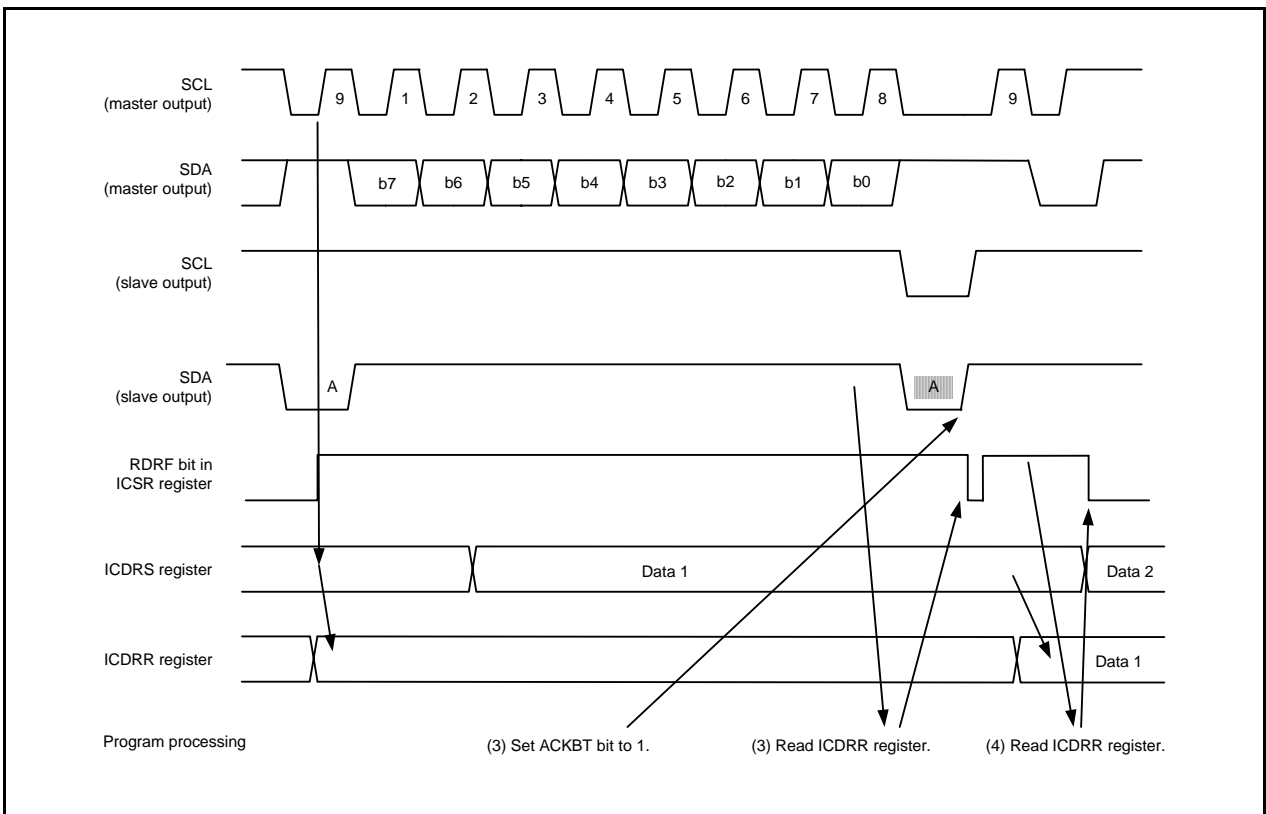 SCL
(master output)
9 1 2 3 4 5 6 7 8 9
SDA
(master output)
b7 b6 b5 b4 b3 b2 b1 b0
SCL
(slave output)
SDA
(slave output)
A A
RDRF bit in
ICSR register
ICDRS register
Data 1 Data 2
ICDRR register
Data 1
Program processing
(3) Set ACKBT bit to 1. (3) Read ICDRR register. (4) Read ICDRR register.